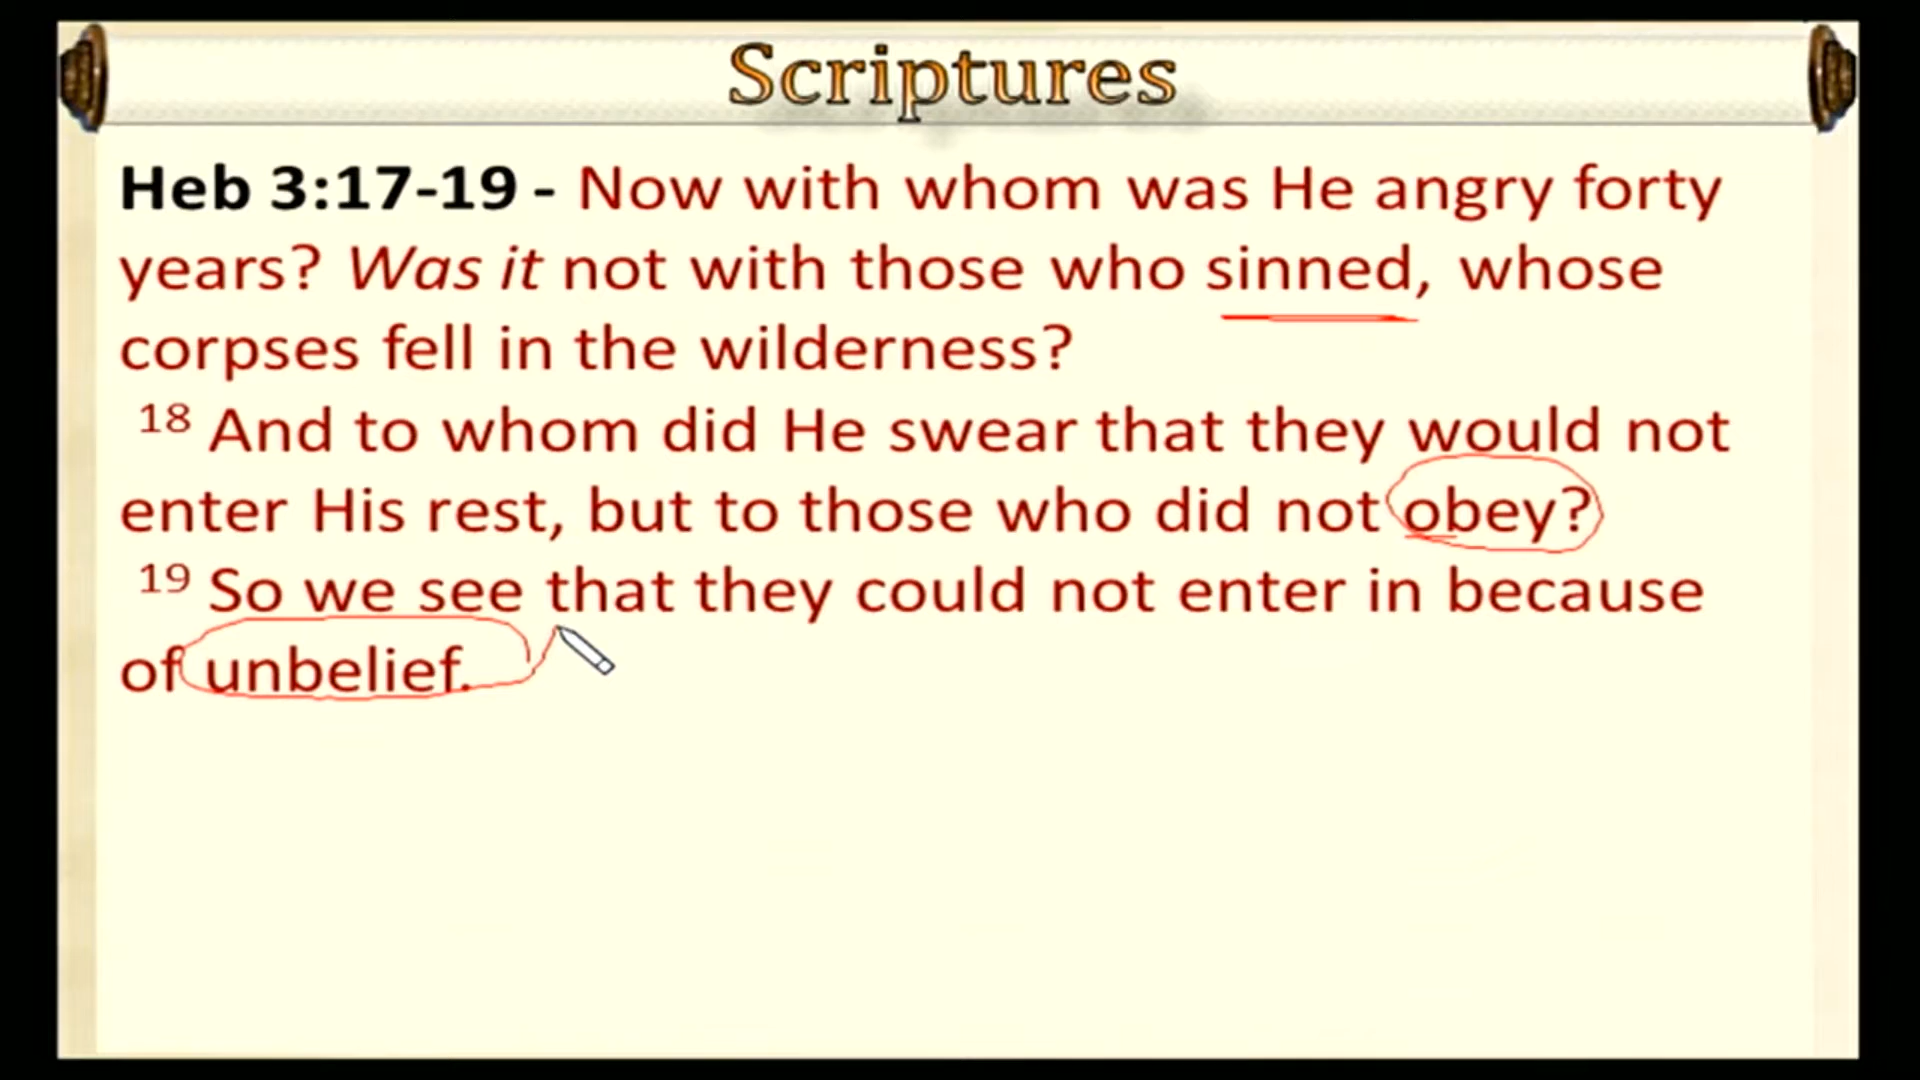 Scriptures
Heb 3:17-19 - Now with whom was He angry forty
years? Was it not with those who sinned, whose
corpses fell in the wilderness?
18 And to whom did He swear that they would not
enter His rest, but to those who did not obey?
19 So we see that they could not enter in because
of unbelief.